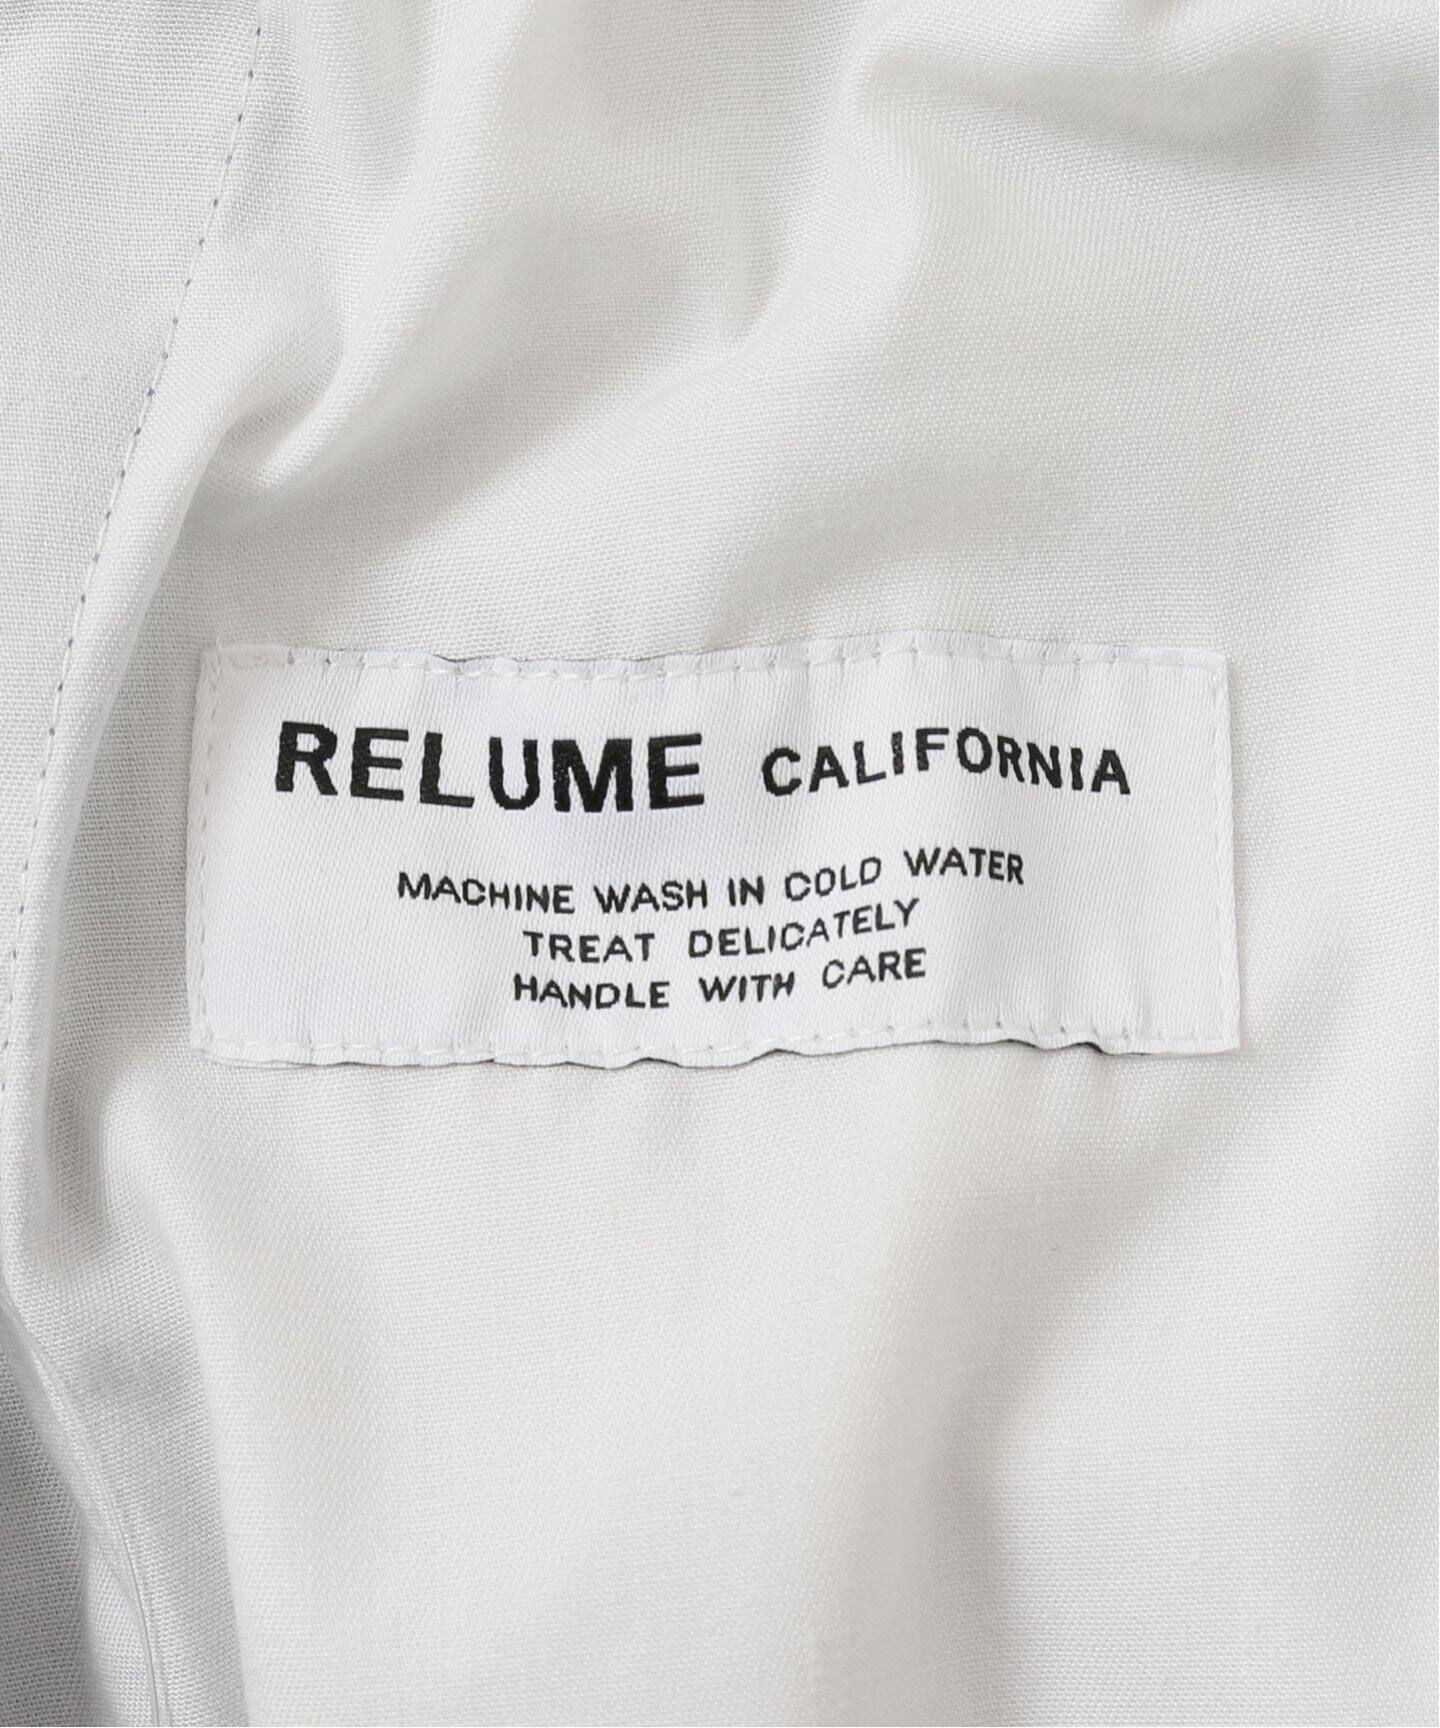 RELUME CALIFORNIA
MACHINE WASH IN COLD WATER
TREAT DELICATELY
HANDLE WITH CARE